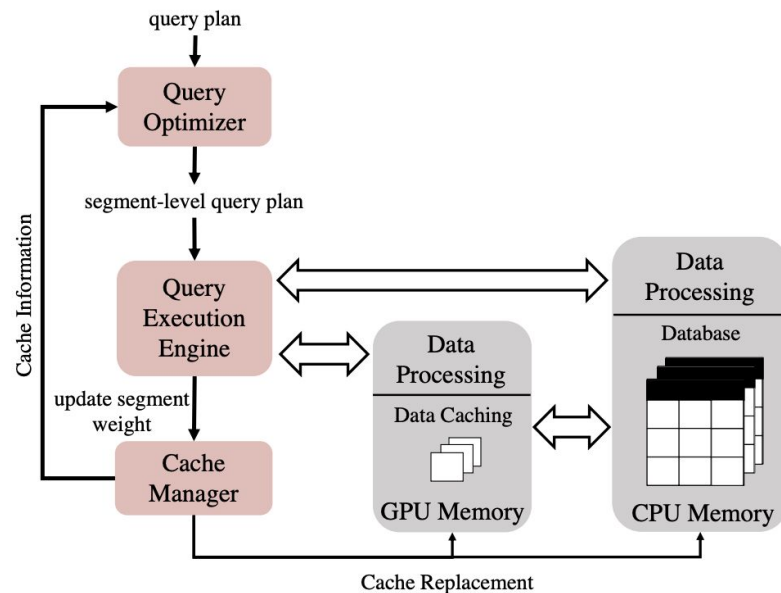 query plan
Query
Optimizer
segment-level query plan
Cache Information
Query
Execution
Engine
update segment
weight
Cache
Manager
Data
Processing
Data Caching
GPU Memory
Data
Processing
Database
CPU Memory
Cache Replacement